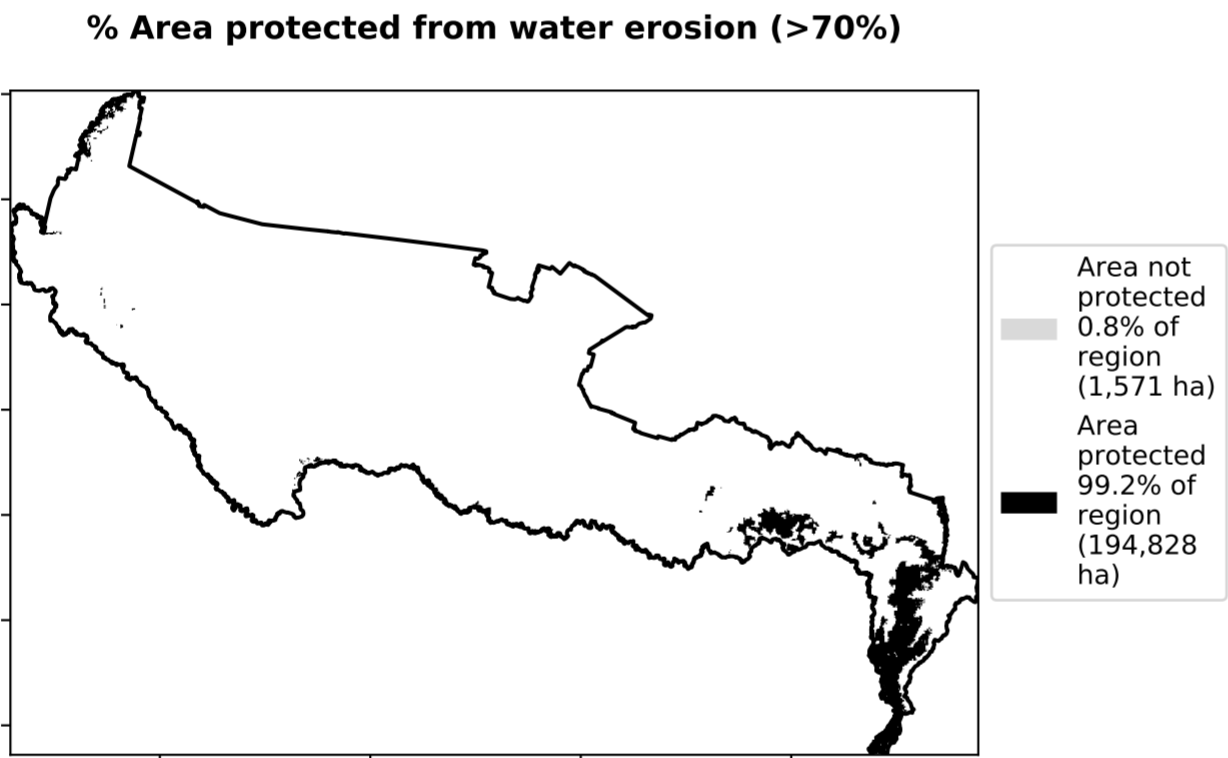 % Area protected from water erosion (>70%)
Area not
protected
0.8% of
region
(1,571 ha)
Area
protected
99.2% of
region
(194,828
ha)